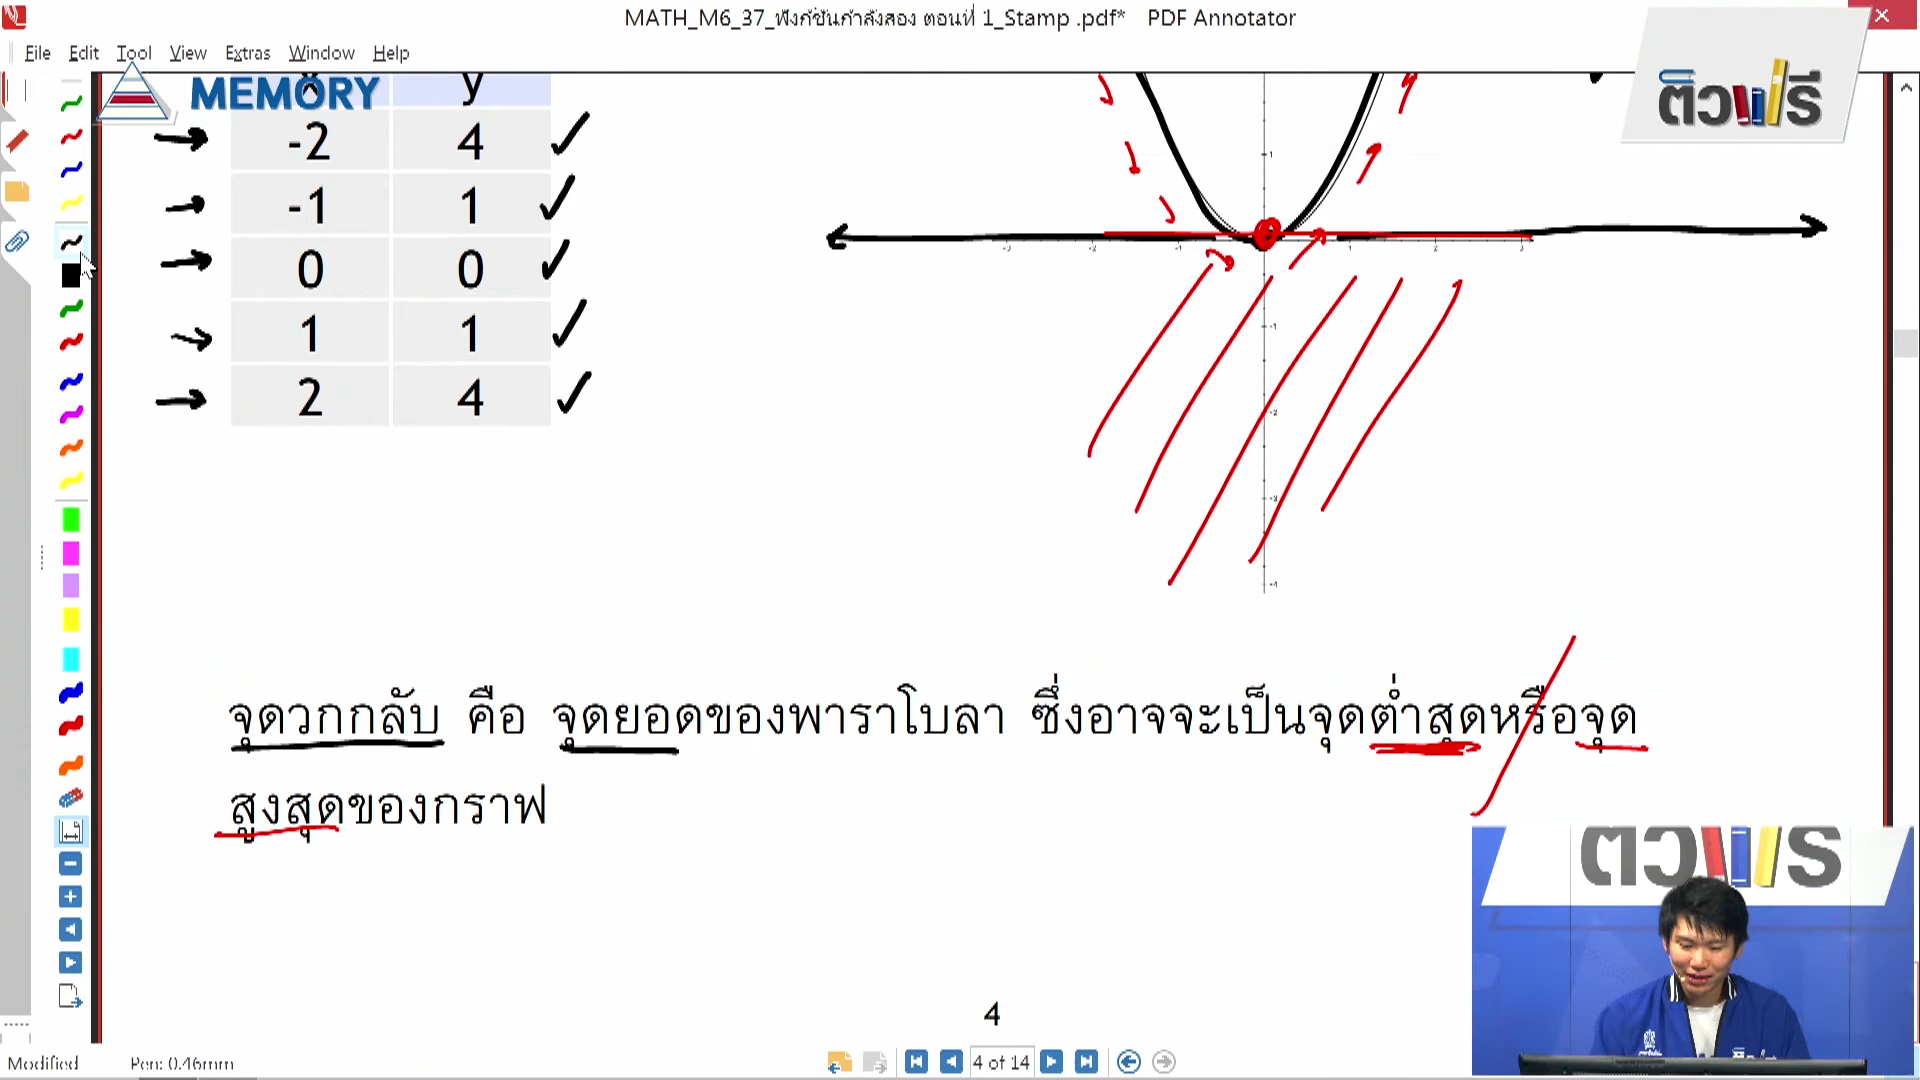 MATH_M6_37_ฟังก์ชันกำลังสอง ตอนที่ 1_Stamp .pdf* PDF Annotator
File Edit Tool View Extras Window Help
MEMORY
ติวฟรี
x y
-2 4
-1 1
0 0
1 1
2 4
จุดวกกลับ คือ จุดยอดของพาราโบลา ซึ่งอาจจะเป็นจุดต่ำสุดหรือจุด
สูงสุดของกราฟ
4
Modified Pen: 0.46mm
4 of 14